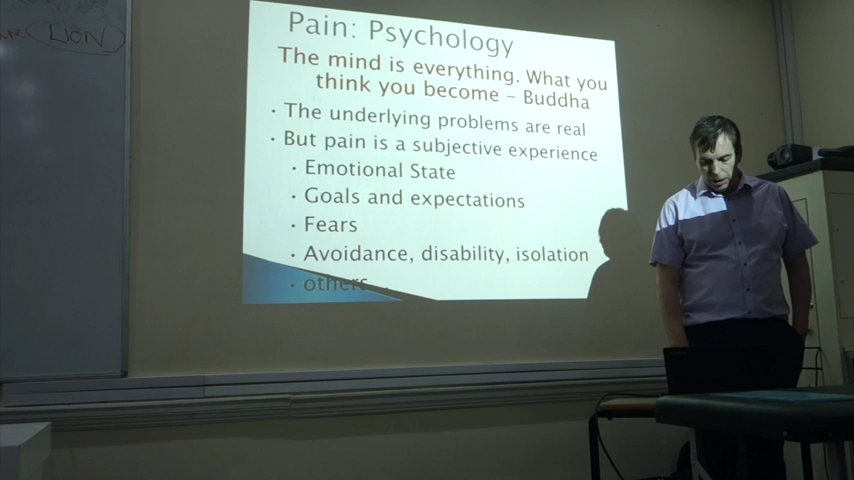 LION
Pain: Psychology
The mind is everything. What you
think you become – Buddha
• The underlying problems are real
• But pain is a subjective experience
• Emotional State
• Goals and expectations
• Fears
• Avoidance, disability, isolation
• others...